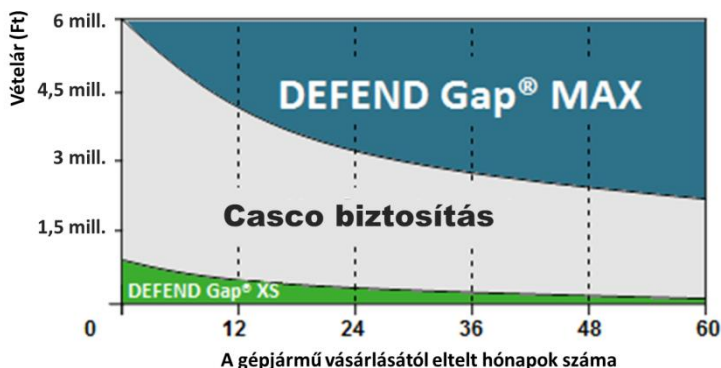 Vételár (Ft)
6 mill.
4,5 mill.
3 mill.
1,5 mill.
DEFEND Gap® MAX
Casco biztosítás
DEFEND Gap® XS
0 12 24 36 48 60
A gépjármű vásárlásától eltelt hónapok száma